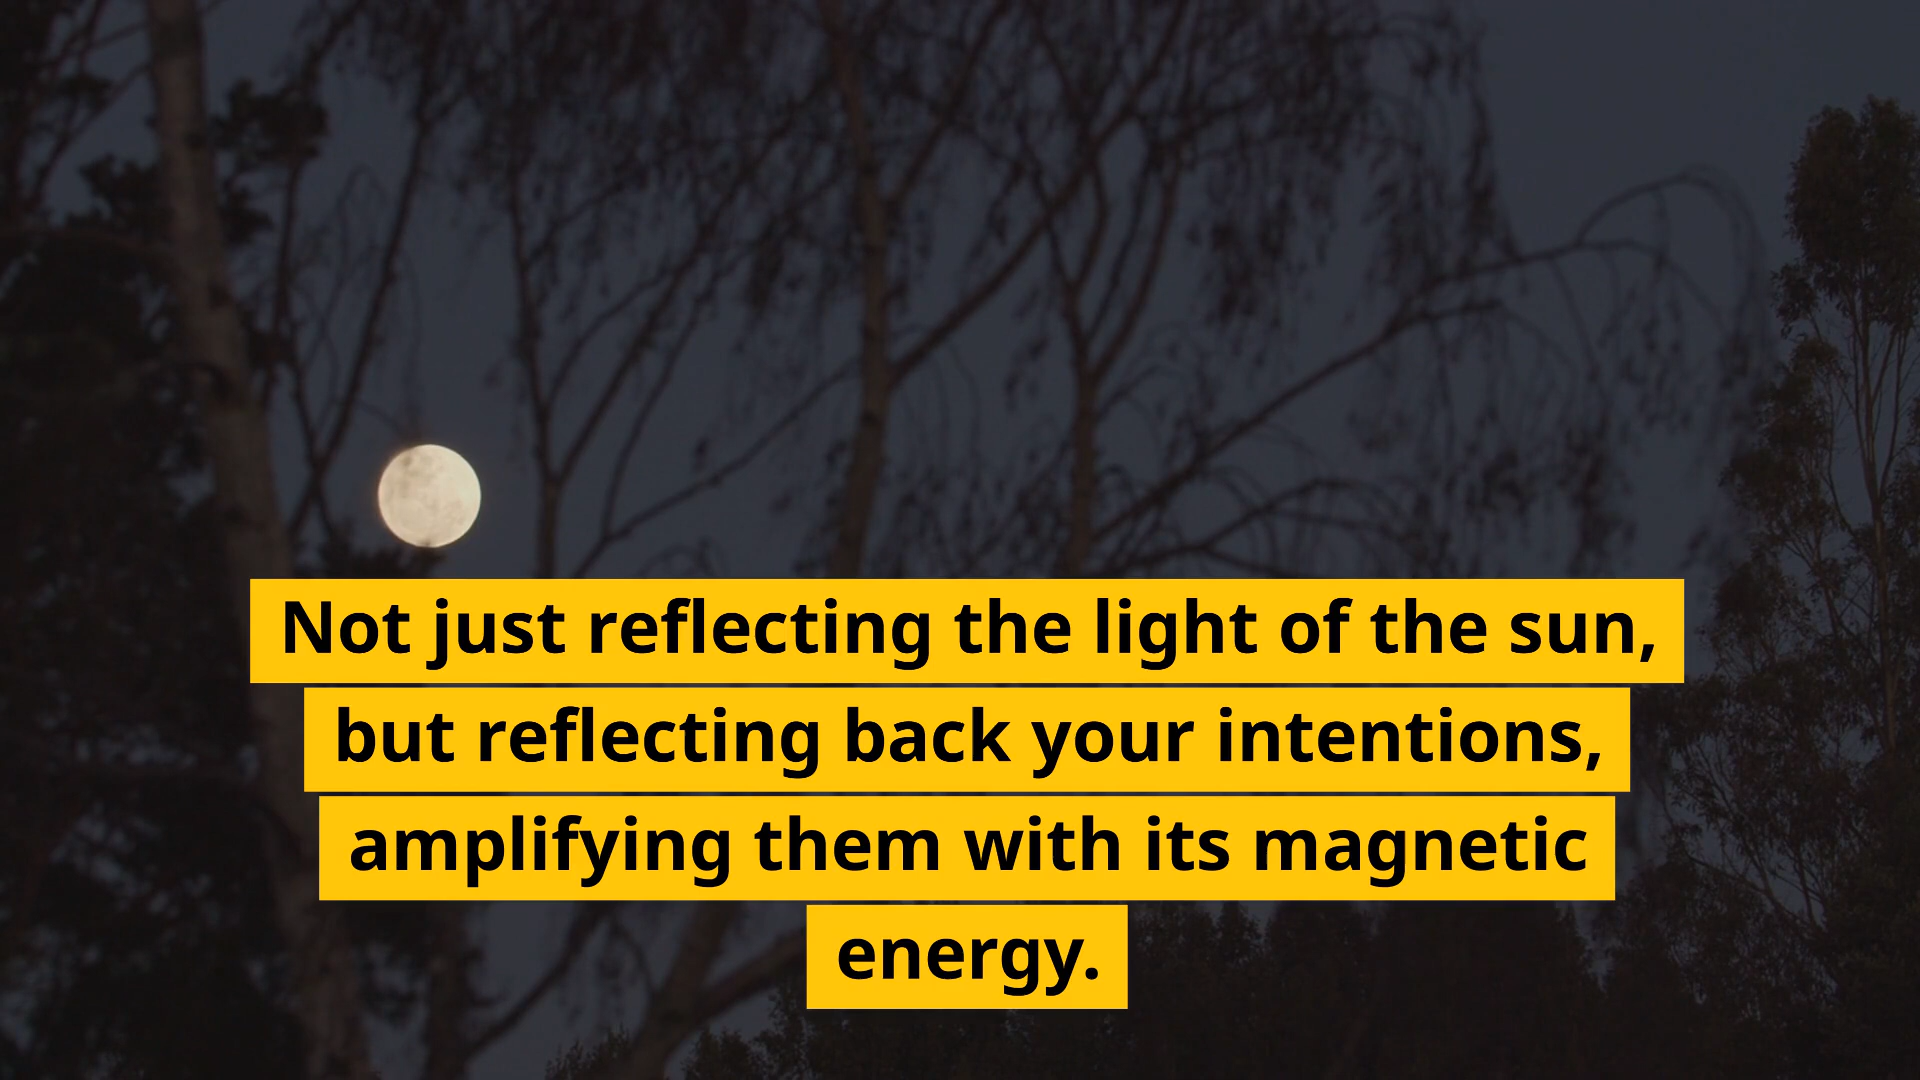 Not just reflecting the light of the sun,
but reflecting back your intentions,
amplifying them with its magnetic
energy.